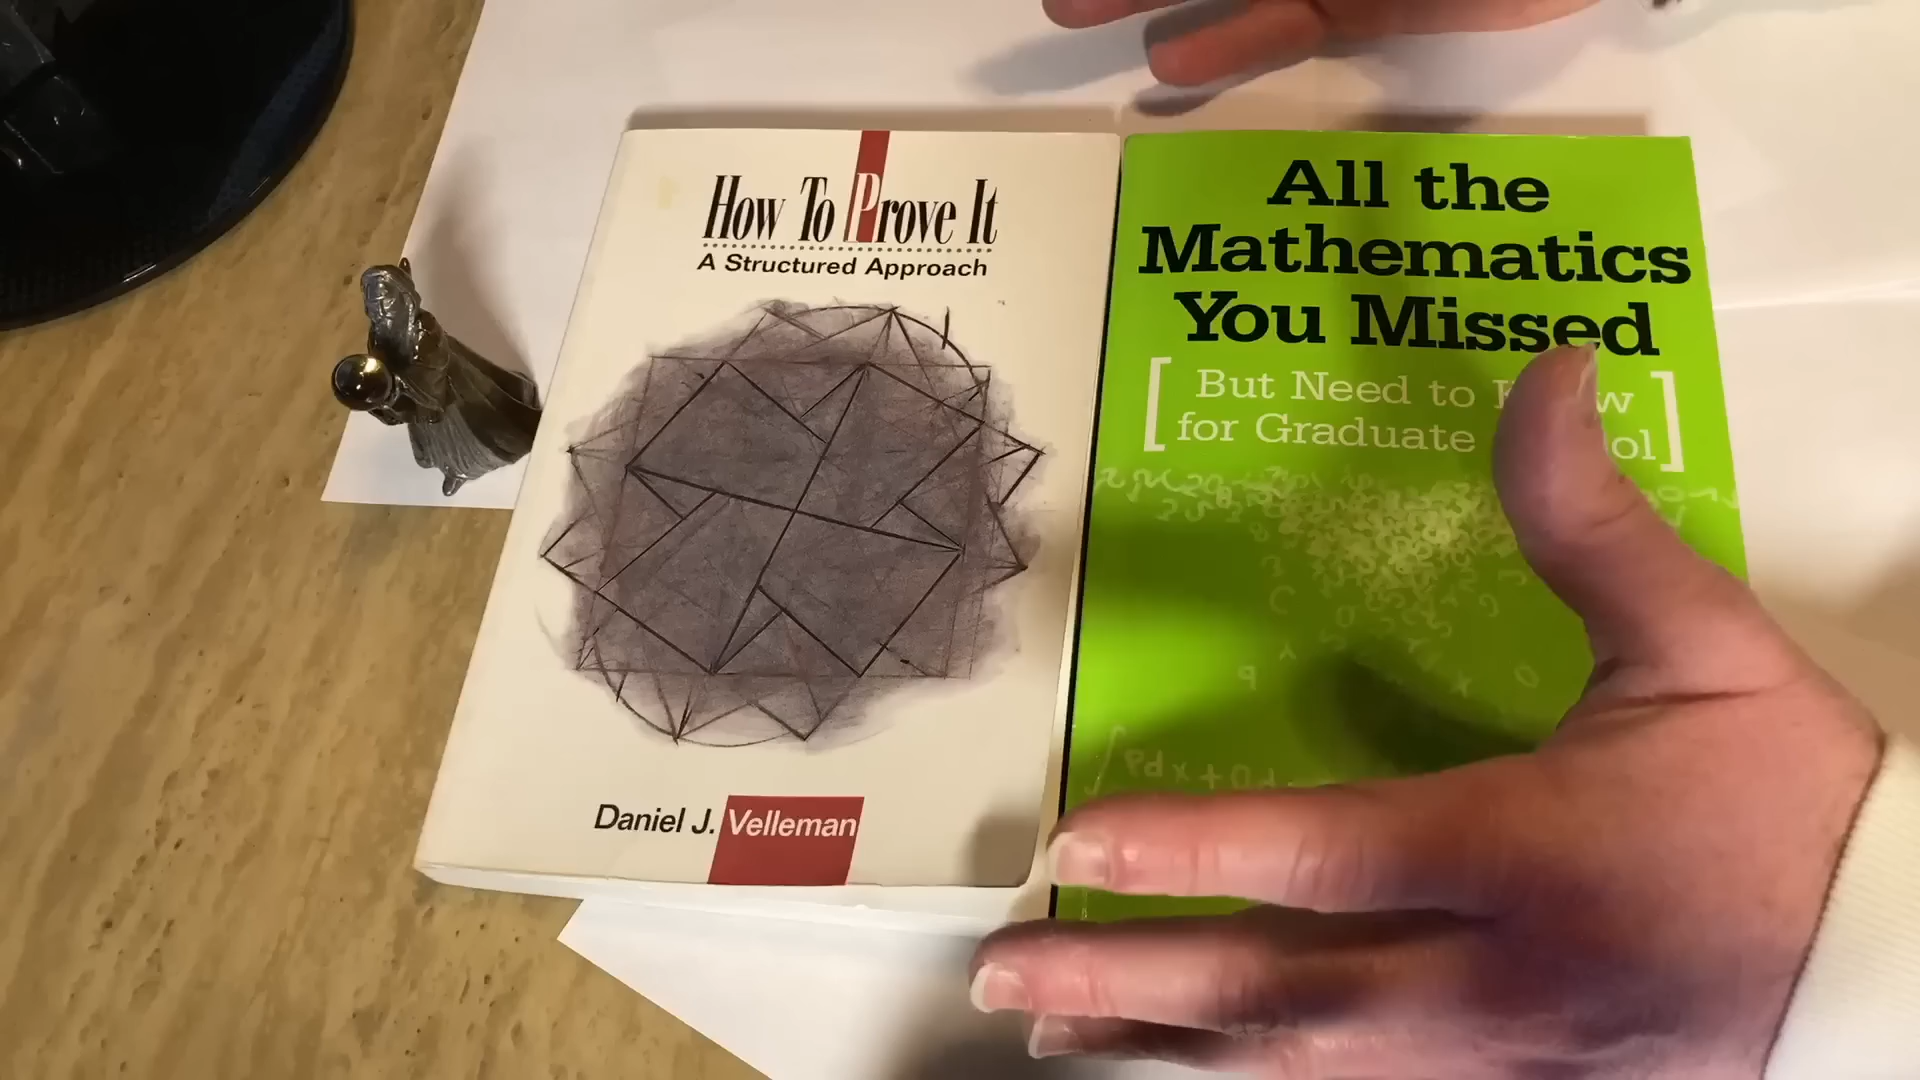 How To Prove It
A Structured Approach
Daniel J. Velleman
All the
Mathematics
You Missed
[But Need to
for Graduate ]